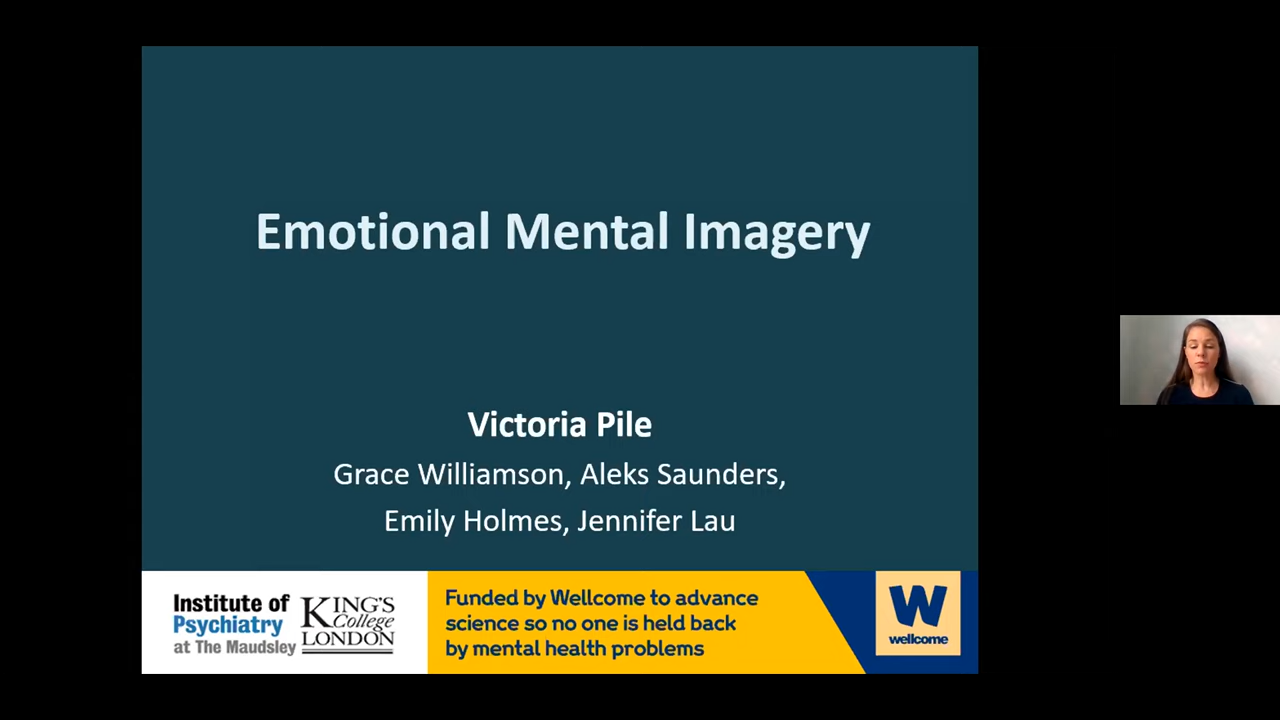 Emotional Mental Imagery
Victoria Pile
Grace Williamson, Aleks Saunders,
Emily Holmes, Jennifer Lau
Institute of
Psychiatry
at The Maudsley
KING'S
College
LONDON
Funded by Wellcome to advance
science so no one is held back
by mental health problems
W
wellcome